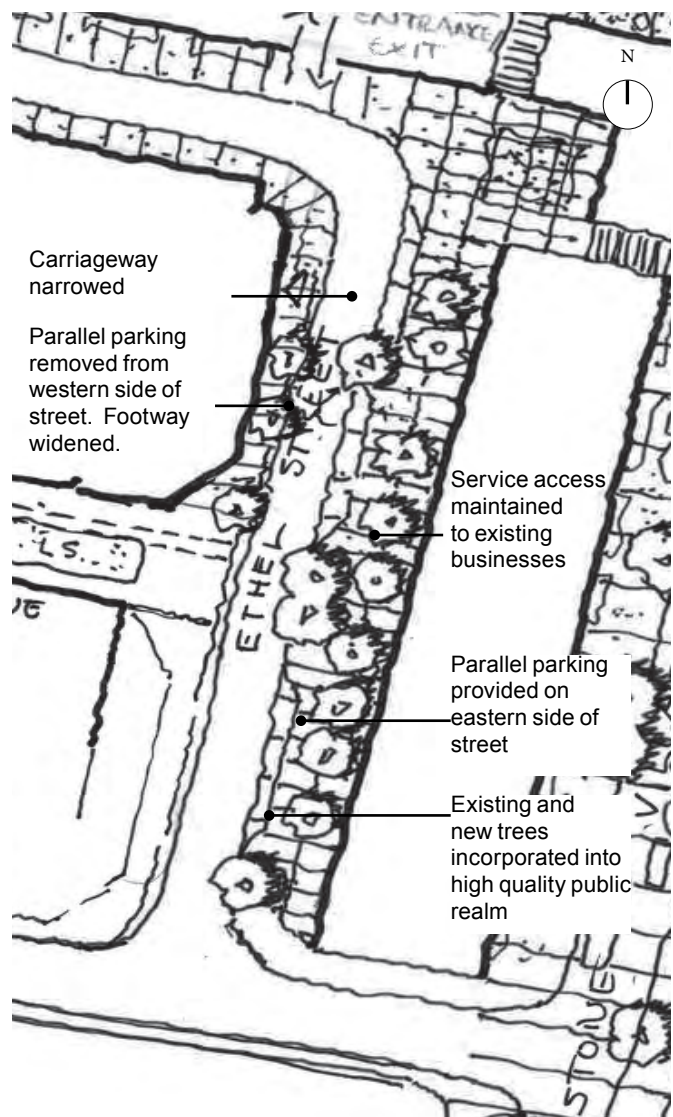 ENTRANCE/
EXIT
N
Carriageway
narrowed
Parallel parking
removed from
western side of
street. Footway
widened.
ETHEL STREET
Service access
maintained
to existing
businesses
L.S.
Parallel parking
provided on
eastern side of
street
Existing and
new trees
incorporated into
high quality public
realm
STONE